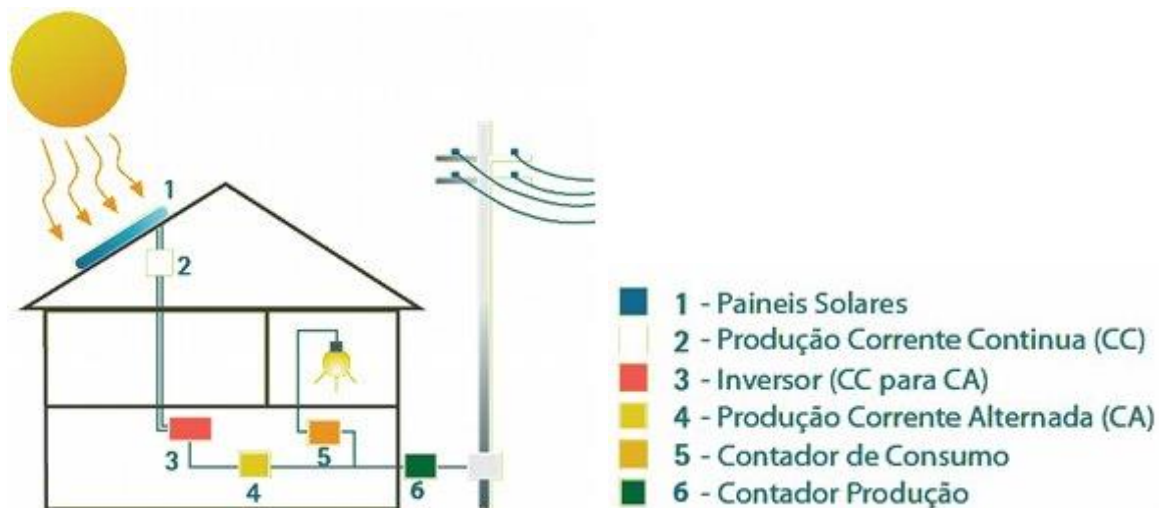 1
2
3
4
5
6
1 - Paineis Solares
2 - Produção Corrente Continua (CC)
3 - Inversor (CC para CA)
4 - Produção Corrente Alternada (CA)
5 - Contador de Consumo
6 - Contador Produção